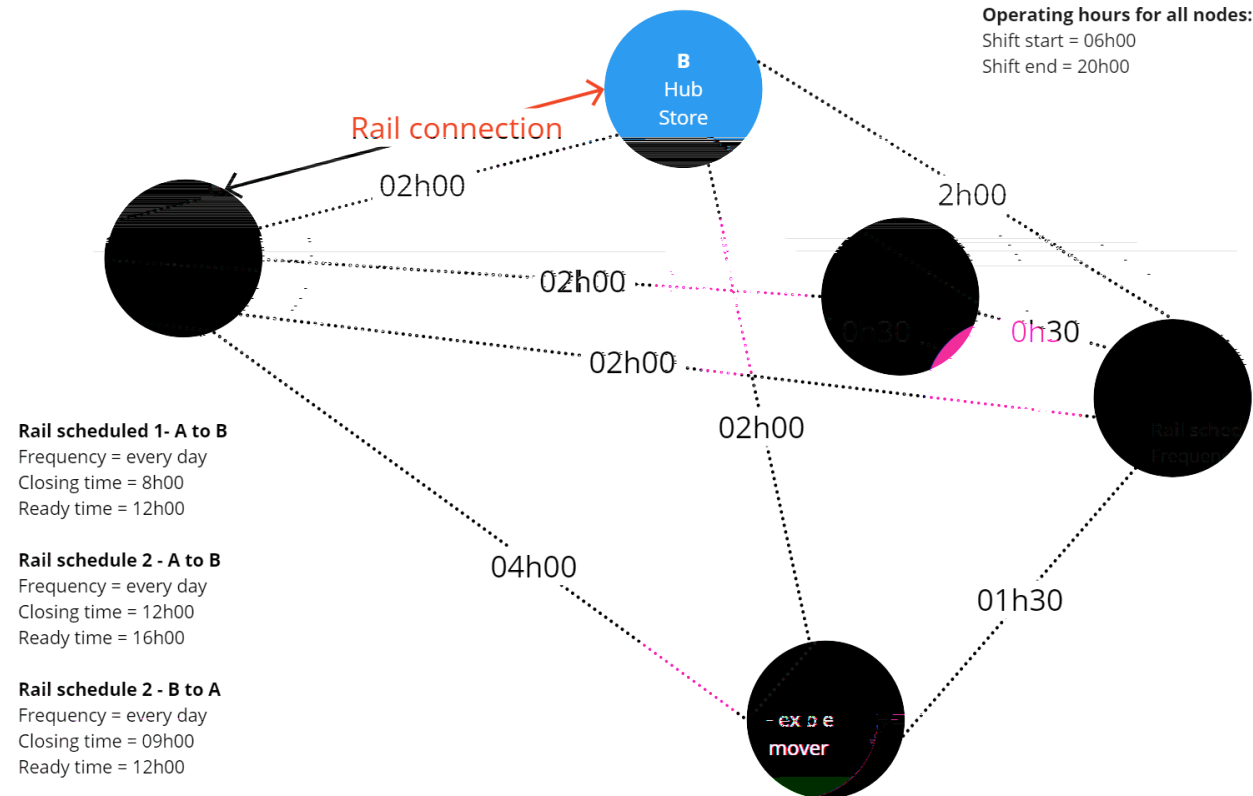 Operating hours for all nodes:
Shift start = 06h00
Shift end = 20h00
B
Hub
Store
Rail connection
02h00
2h00
02h00
0h30
0h30
02h00
02h00
Rail scheduled 1- A to B
Frequency = every day
Closing time = 8h00
Ready time = 12h00
04h00
Rail schedule 2 - A to B
Frequency = every day
Closing time = 12h00
Ready time = 16h00
01h30
Rail schedule 2 - B to A
Frequency = every day
Closing time = 09h00
Ready time = 12h00
mover